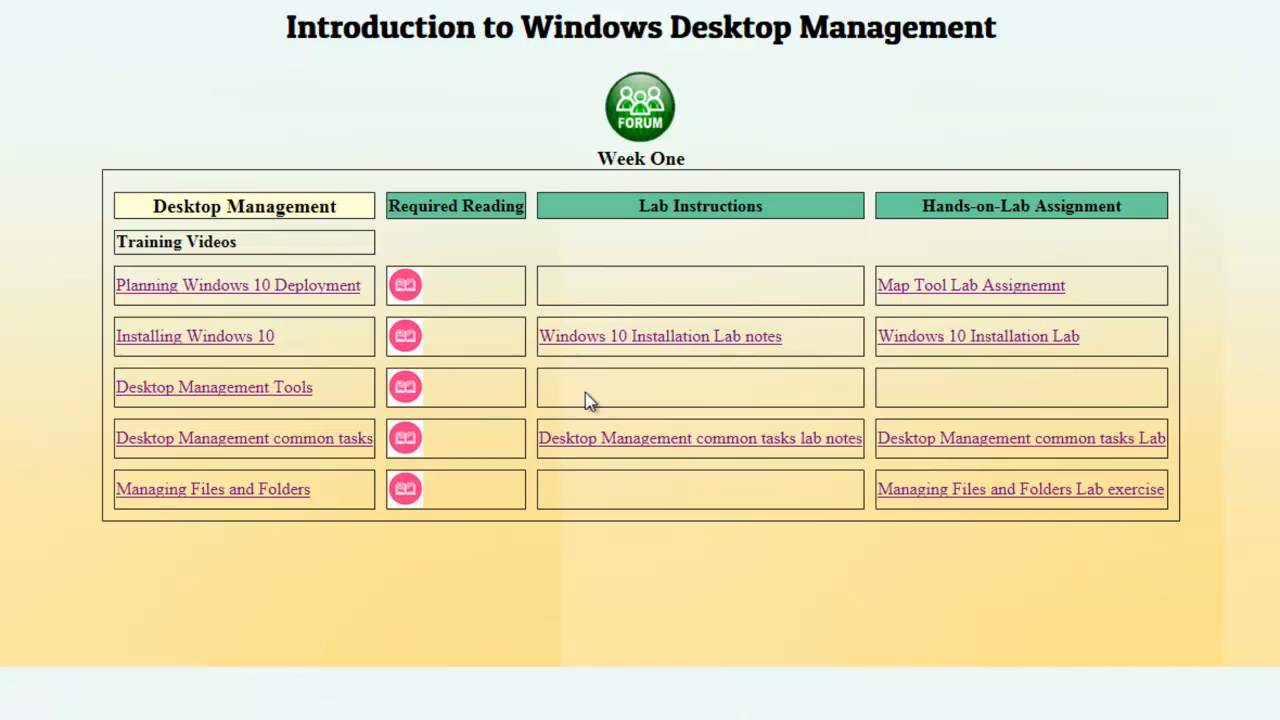 Introduction to Windows Desktop Management
FORUM
Week One
Desktop Management Required Reading Lab Instructions Hands-on-Lab Assignment
Training Videos
Planning Windows 10 Deployment Map Tool Lab Assignemnt
Installing Windows 10 Windows 10 Installation Lab notes Windows 10 Installation Lab
Desktop Management Tools
Desktop Management common tasks Desktop Management common tasks lab notes Desktop Management common tasks Lab
Managing Files and Folders Managing Files and Folders Lab exercise